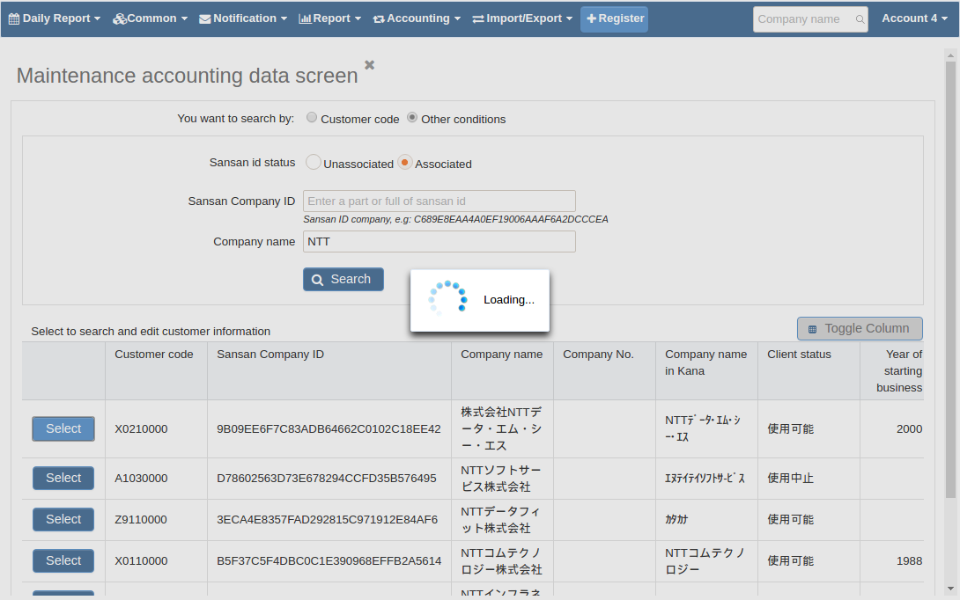 Daily Report Common Notification Report Accounting Import/Export Register Company name Account 4
Maintenance accounting data screen
You want to search by: Customer code Other conditions
Sansan id status Unassociated Associated
Sansan Company ID Enter a part or full of sansan id
Sansan ID company, e.g: C689E8EAA4A0EF19006AAAF6A2DCCCEA
Company name NTT
Search
Loading...
Select to search and edit customer information
Toggle Column
Customer code Sansan Company ID Company name Company No. Company name Client status Year of
in Kana starting
business
株式会社NTTデ
Select X0210000 9B09EE6F7C83ADB64662C0102C18EE42 ータ・エム・シ NTTﾃﾞｰﾀ･ｴﾑ･ｼ 使用可能 2000
ー・エス ｰ･ｴｽ
Select A1030000 D78602563D73E678294CCFD35B576495 NTTソフトサー ｴﾇﾃｨﾃｨｿﾌﾄｻｰﾋﾞｽ 使用中止
ビス株式会社
Select Z9110000 3ECA4E8357FAD292815C971912E84AF6 NTTデータフィ ｶﾀｶﾅ 使用可能
ット株式会社
Select X0110000 B5F37C5F4DBC0C1E390968EFFB2A5614 NTTコムテクノ NTTコムテクノ 使用可能 1988
ロジー株式会社 ロジー
NTTインフラネ